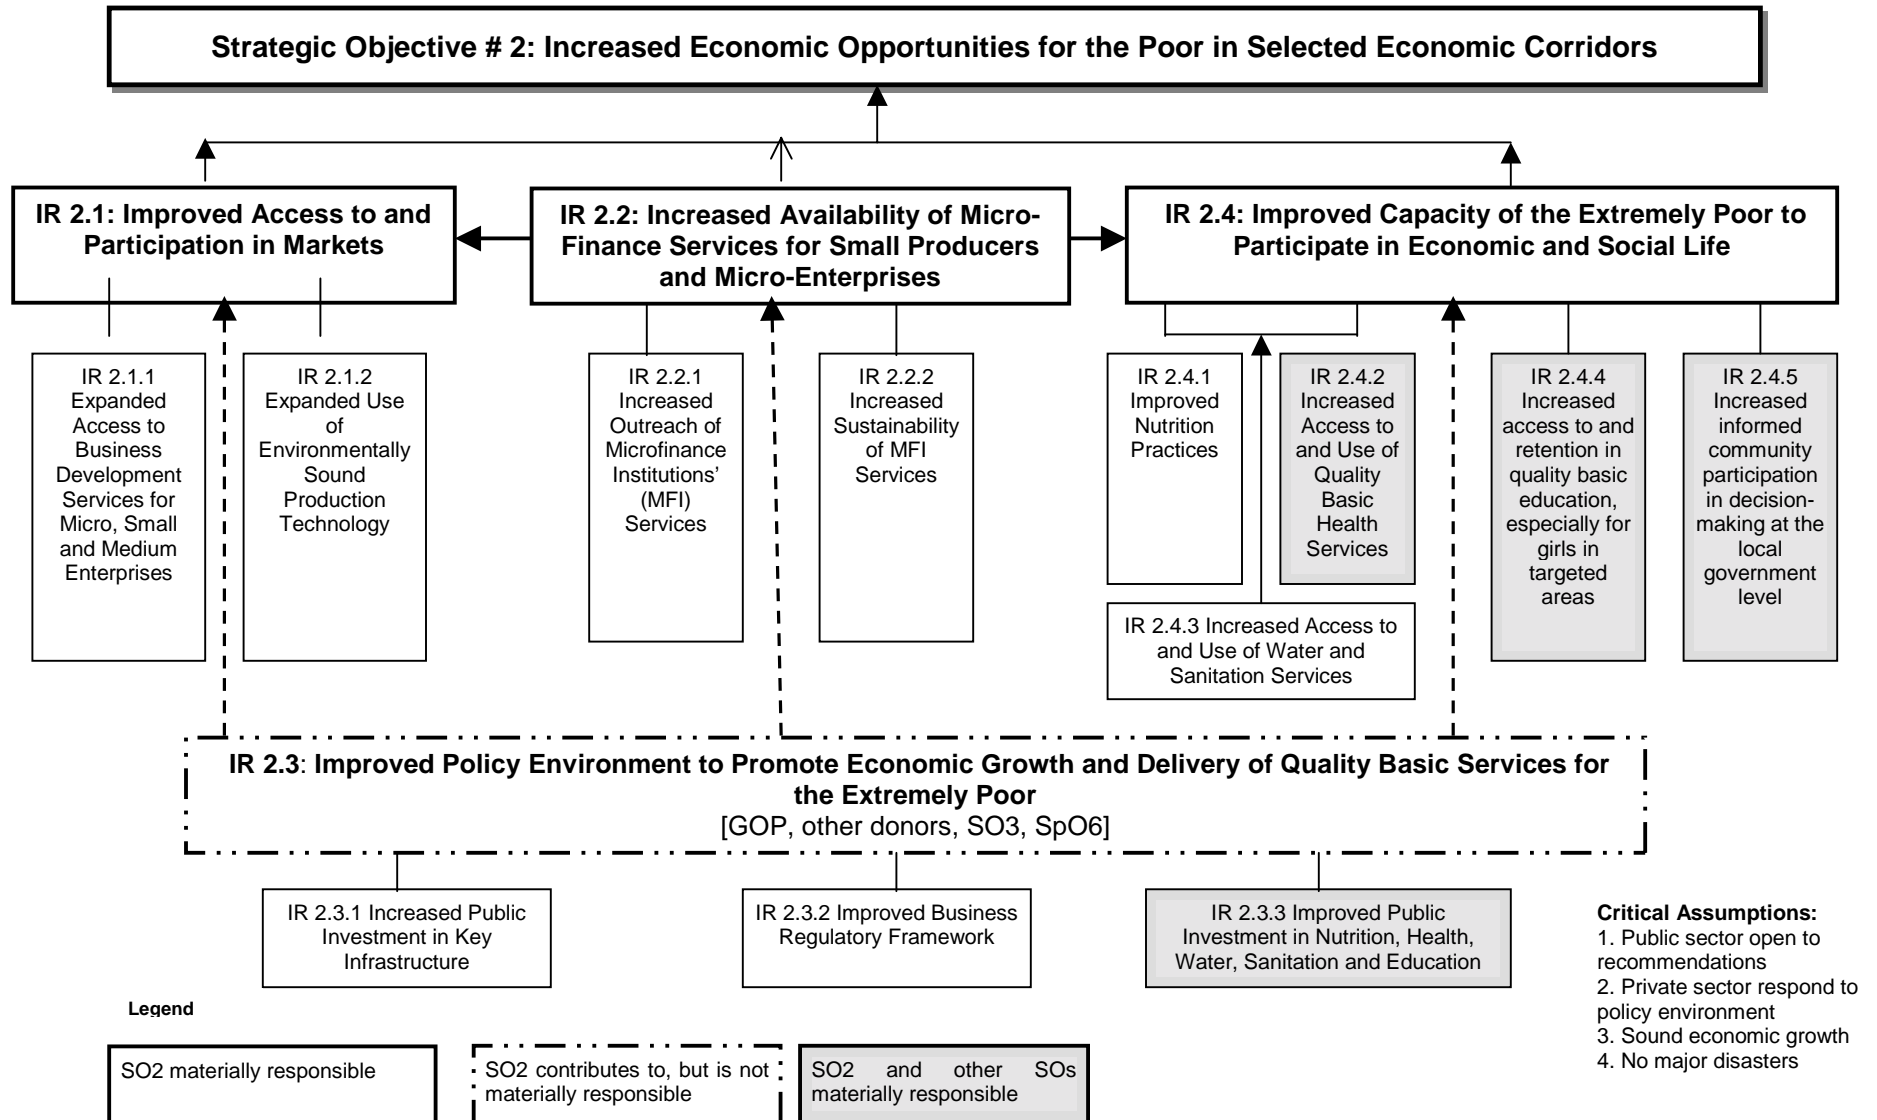 Strategic Objective # 2: Increased Economic Opportunities for the Poor in Selected Economic Corridors
IR 2.1: Improved Access to and
Participation in Markets
IR 2.2: Increased Availability of Micro-
Finance Services for Small Producers
and Micro-Enterprises
IR 2.4: Improved Capacity of the Extremely Poor to
Participate in Economic and Social Life
IR 2.1.1
Expanded
Access to
Business
Development
Services for
Micro, Small
and Medium
Enterprises
IR 2.1.2
Expanded Use
of
Environmentally
Sound
Production
Technology
IR 2.2.1
Increased
Outreach of
Microfinance
Institutions’
(MFI)
Services
IR 2.2.2
Increased
Sustainability
of MFI
Services
IR 2.4.1
Improved
Nutrition
Practices
IR 2.4.2
Increased
Access to
and Use of
Quality
Basic
Health
Services
IR 2.4.3 Increased Access to
and Use of Water and
Sanitation Services
IR 2.4.4
Increased
access to and
retention in
quality basic
education,
especially for
girls in
targeted
areas
IR 2.4.5
Increased
informed
community
participation
in decision-
making at the
local
government
level
IR 2.3: Improved Policy Environment to Promote Economic Growth and Delivery of Quality Basic Services for
the Extremely Poor
[GOP, other donors, SO3, SpO6]
IR 2.3.1 Increased Public
Investment in Key
Infrastructure
IR 2.3.2 Improved Business
Regulatory Framework
IR 2.3.3 Improved Public
Investment in Nutrition, Health,
Water, Sanitation and Education
Critical Assumptions:
1. Public sector open to
recommendations
2. Private sector respond to
policy environment
3. Sound economic growth
4. No major disasters
Legend
SO2 materially responsible
SO2 contributes to, but is not
materially responsible
SO2 and other SOs
materially responsible